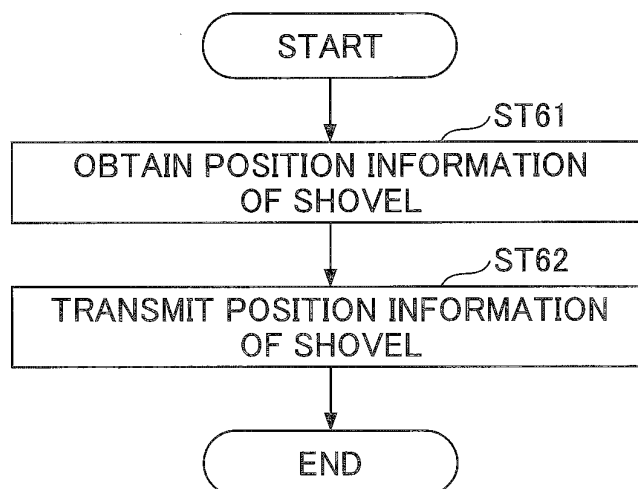 START
ST61
OBTAIN POSITION INFORMATION
OF SHOVEL
ST62
TRANSMIT POSITION INFORMATION
OF SHOVEL
END